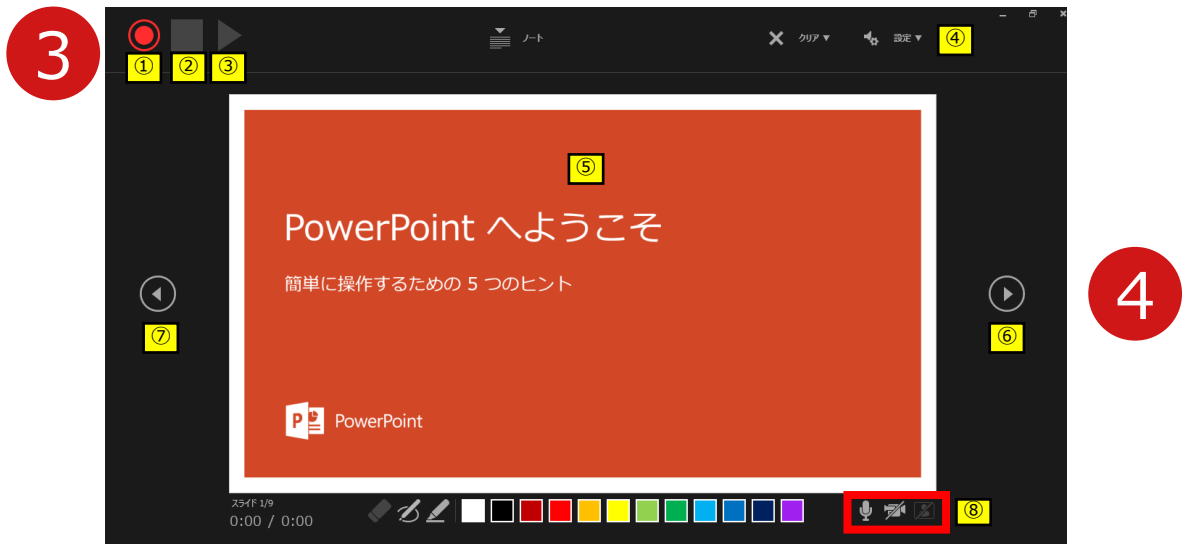 3
ノート
クリア▼
設定▼
④
① ② ③
⑤
PowerPoint へようこそ
簡単に操作するための 5 つのヒント
4
⑦
⑥
P PowerPoint
スライド 1/9
0:00 / 0:00
⑧